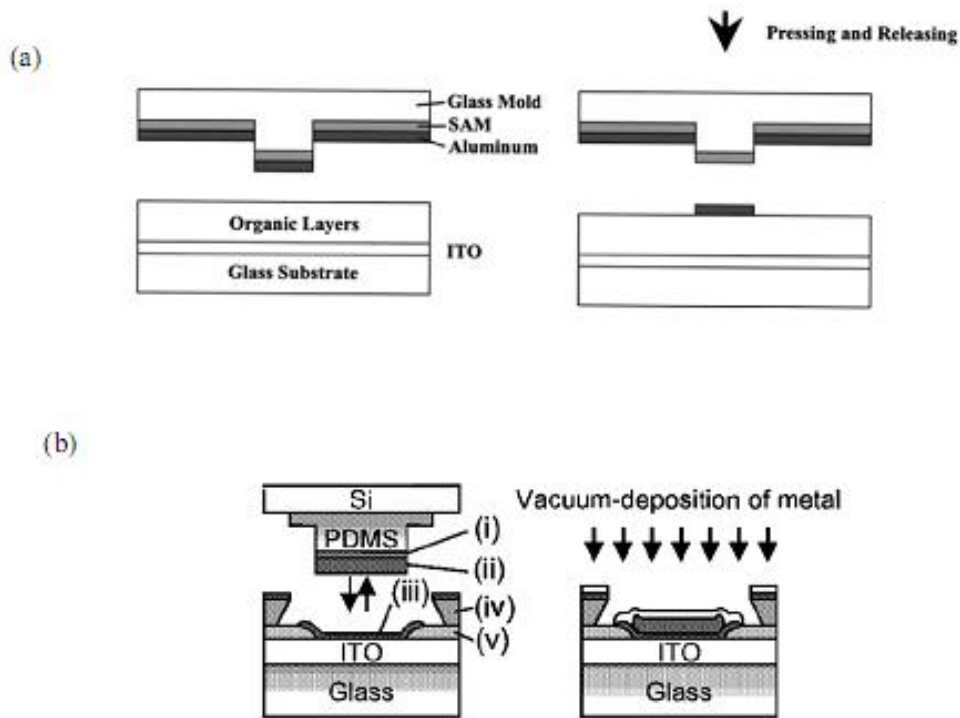 (a)
Pressing and Releasing
Glass Mold
SAM
Aluminum
Organic Layers
ITO
Glass Substrate
(b)
Si
PDMS
(i)
(ii)
(iii)
(iv)
(v)
ITO
Glass
Vacuum-deposition of metal
ITO
Glass